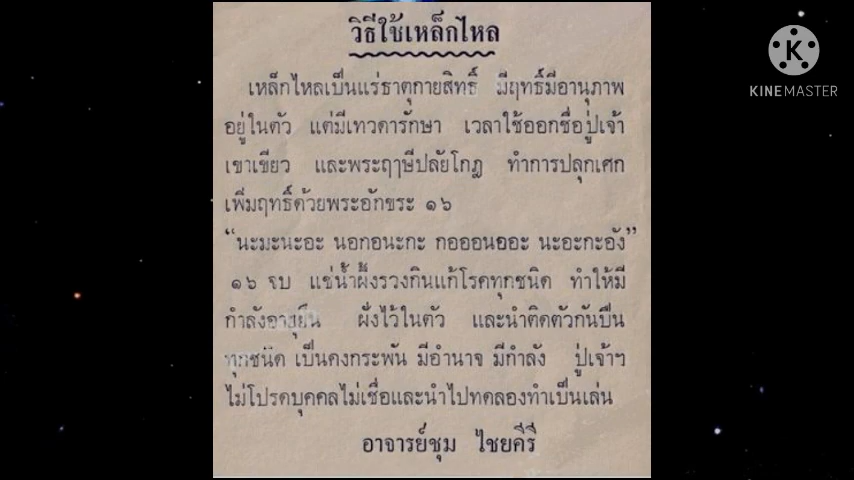 วิธีใช้เหล็กไหล
เหล็กไหลเป็นแร่ธาตุกายสิทธิ์ มีฤทธิ์มีอานุภาพ
อยู่ในตัว แต่มีเทวดารักษา เวลาใช้ออกชื่อปู่เจ้า
เขาเขียว และพระฤๅษีปลัยโกฏ ทำการปลุกเศก
เพิ่มฤทธิ์ด้วยพระอักขระ ๑๖
“นะมะนะอะ นอกอนะกะ กอออนออะ นะอะกะอัง”
๑๖ จบ แช่น้ำผึ้งรวงกินแก้โรคทุกชนิด ทำให้มี
กำลังอายุยืน ฝังไว้ในตัว และนำติดตัวกันปืน
ทุกชนิด เป็นคงกระพัน มีอำนาจ มีกำลัง ปู่เจ้าฯ
ไม่โปรดบุคคลไม่เชื่อและนำไปทดลองทำเป็นเล่น
อาจารย์ชุม ไชยคีรี
KINEMASTER